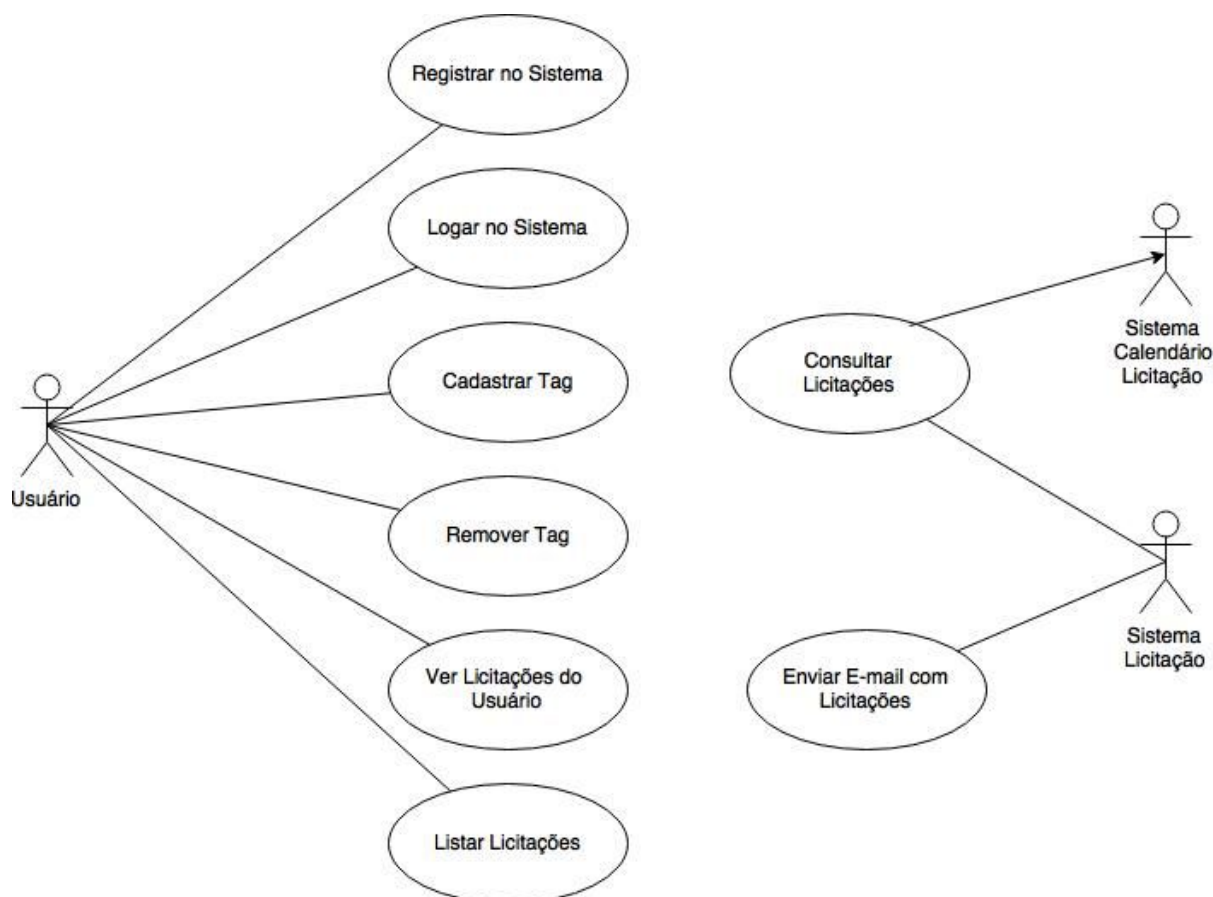 Registrar no Sistema
Logar no Sistema
Cadastrar Tag
Usuário
Remover Tag
Ver Licitações do
Usuário
Listar Licitações
Sistema
Calendário
Licitação
Consultar
Licitações
Sistema
Licitação
Enviar E-mail com
Licitações